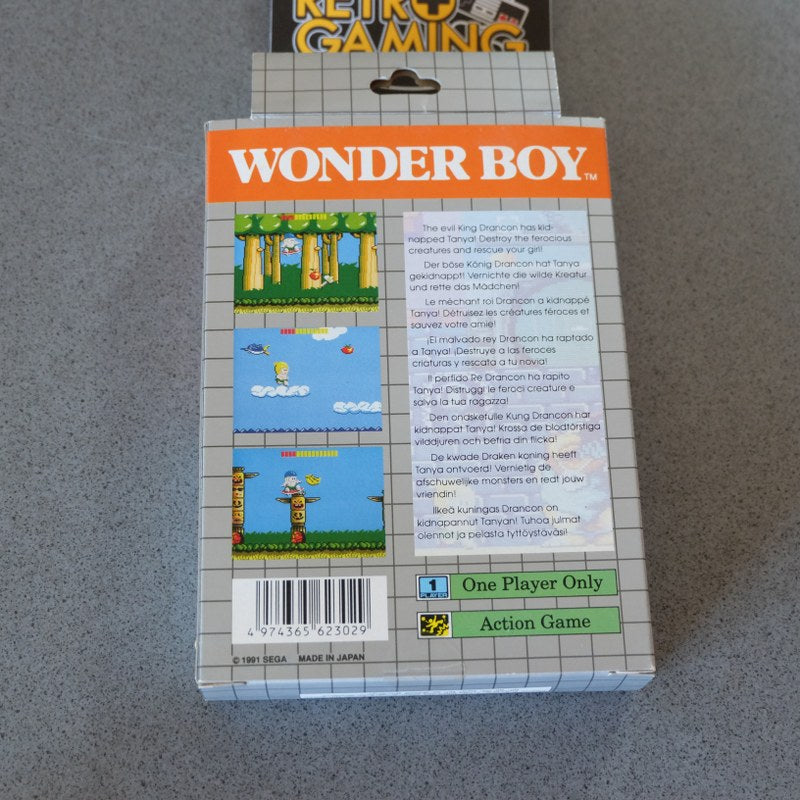 RETRO
GAMING
WONDER BOY™
The evil King Drancon has kid-
napped Tanya! Destroy the ferocious
creatures and rescue your girl!
Der böse König Drancon hat Tanya
gekidnappt! Vernichte die wilde Kreatur
und rette das Mädchen!
Le méchant roi Drancon a kidnappé
Tanya! Détruisez les créatures féroces et
sauvez votre amie!
¡El malvado rey Drancon ha raptado
a Tanya! ¡Destruye a las feroces
criaturas y rescata a tu novia!
Il perfido Re Drancon ha rapito
Tanya! Distruggi le feroci creature e
salva la tua ragazza!
Den ondskefulle Kung Drancon har
kidnappat Tanya! Krossa de blodtörstiga
vilddjuren och befria din flicka!
De kwade Draken koning heeft
Tanya ontvoerd! Vernietig de
afschuwelijke monsters en redt jouw
vriendin!
Ilkeä kuningas Drancon on
kidnapannut Tanyan! Tuhoa julmat
olennot ja pelasta tyttöystäväsi!
1
PLAYER
One Player Only
Action Game
4 974365 623029
© 1991 SEGA MADE IN JAPAN